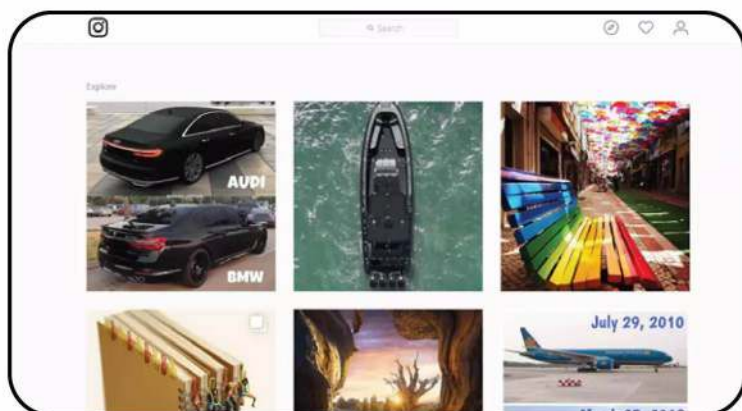 Search
Explore
AUDI
BMW
July 29, 2010